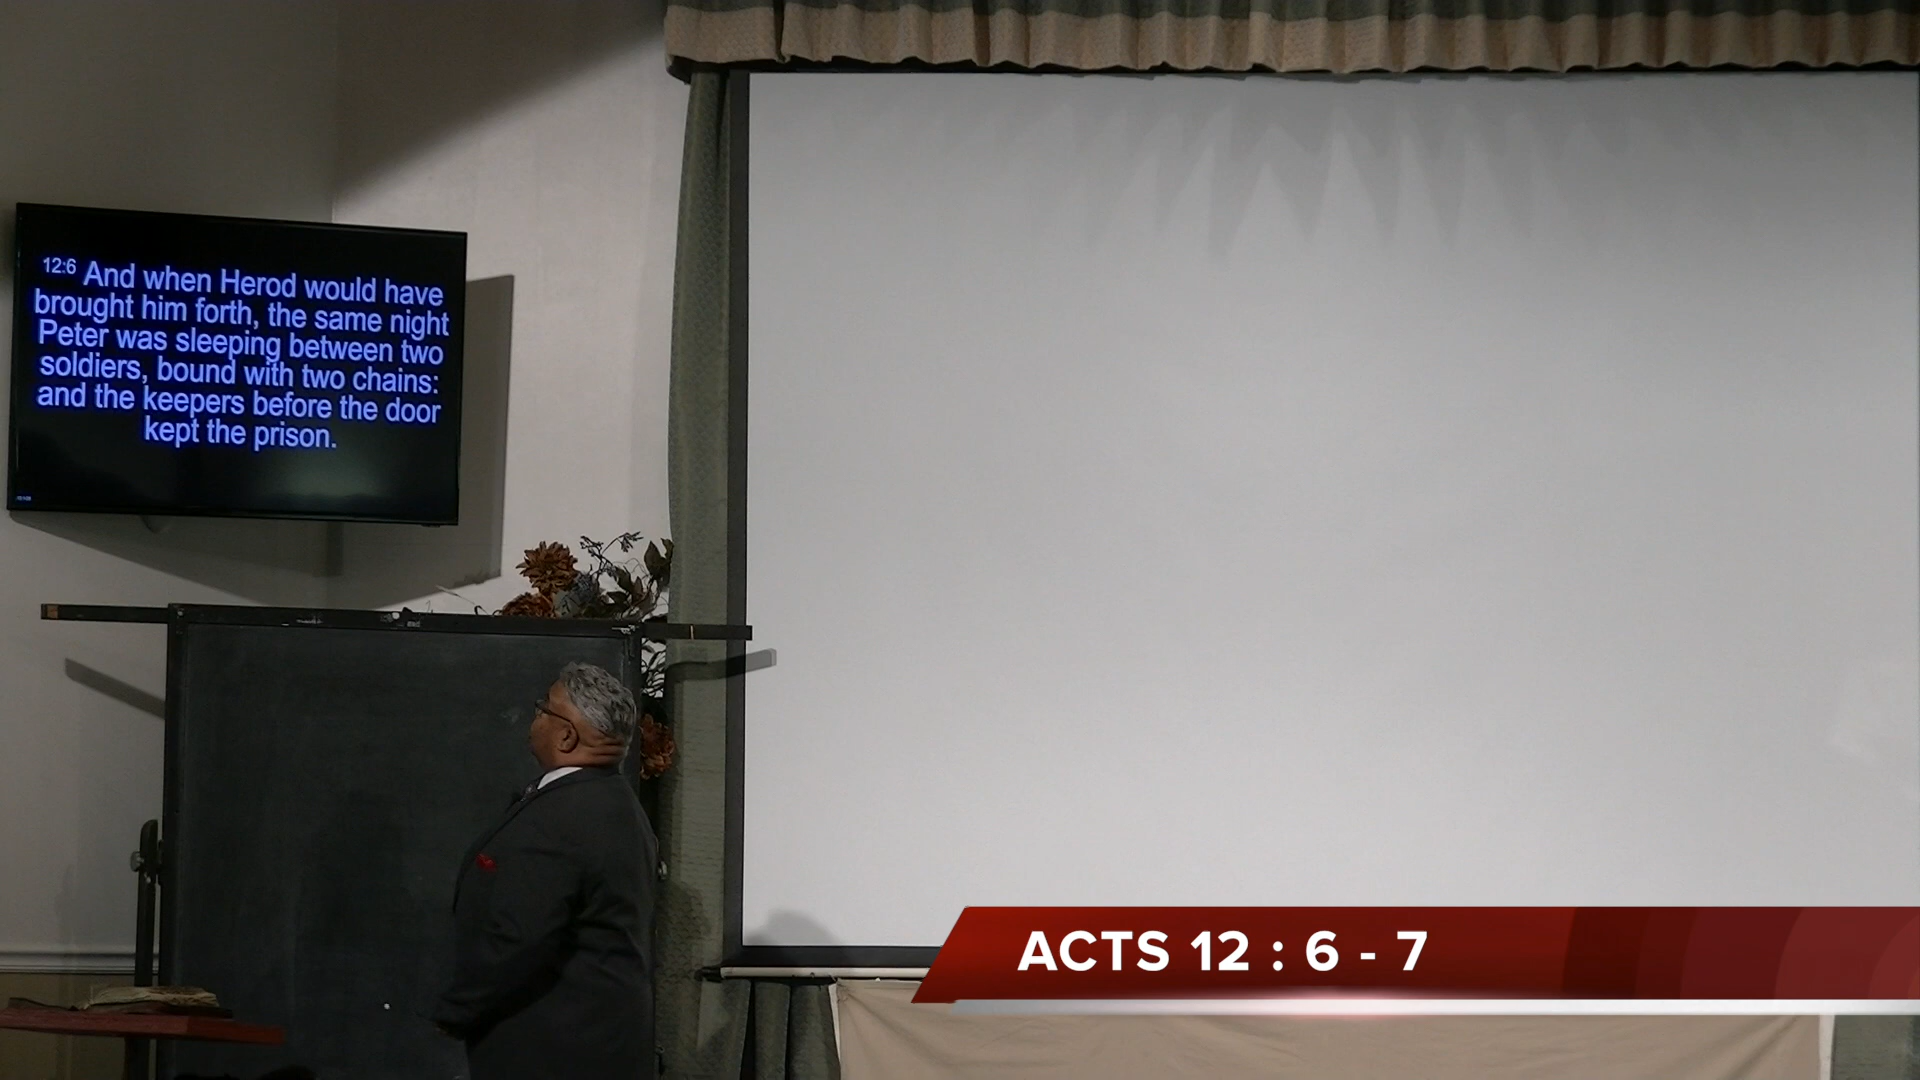 12:6 And when Herod would have
brought him forth, the same night
Peter was sleeping between two
soldiers, bound with two chains:
and the keepers before the door
kept the prison.
ACTS 12 : 6 - 7